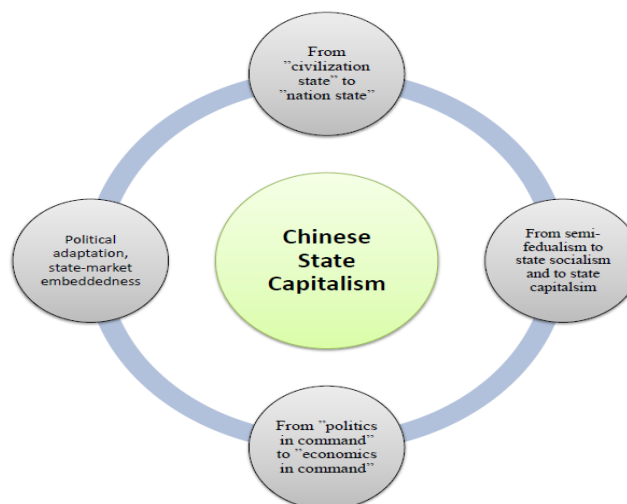 From
”civilization
state” to
”nation state”
Political
adaptation,
state-market
embeddedness
Chinese
State
Capitalism
From semi-
fedualism to
state socialism
and to state
capitalsim
From ”politics
in command”
to ”economics
in command”